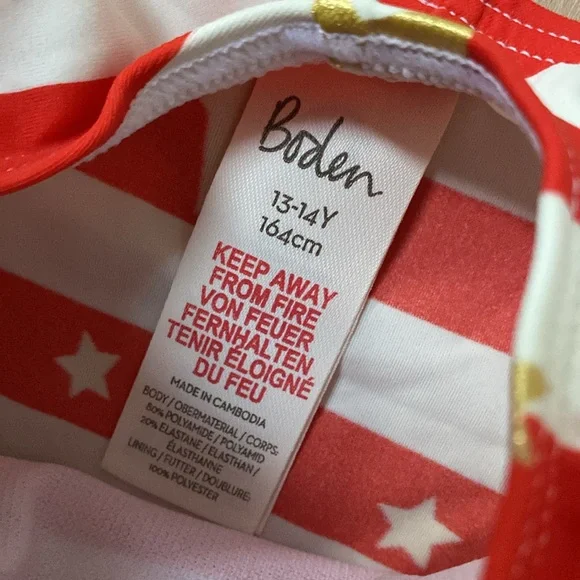 Boden
13-14Y
164cm
KEEP AWAY
FROM FIRE
VON FEUER
FERNHALTEN
TENIR ÉLOIGNÉ
DU FEU
MADE IN CAMBODIA
BODY / OBERMATERIAL / CORPS:
80% POLYAMIDE / POLYAMID
20% ELASTANE / ELASTHAN /
ÉLASTHANNE
LINING / FUTTER / DOUBLURE:
100% POLYESTER